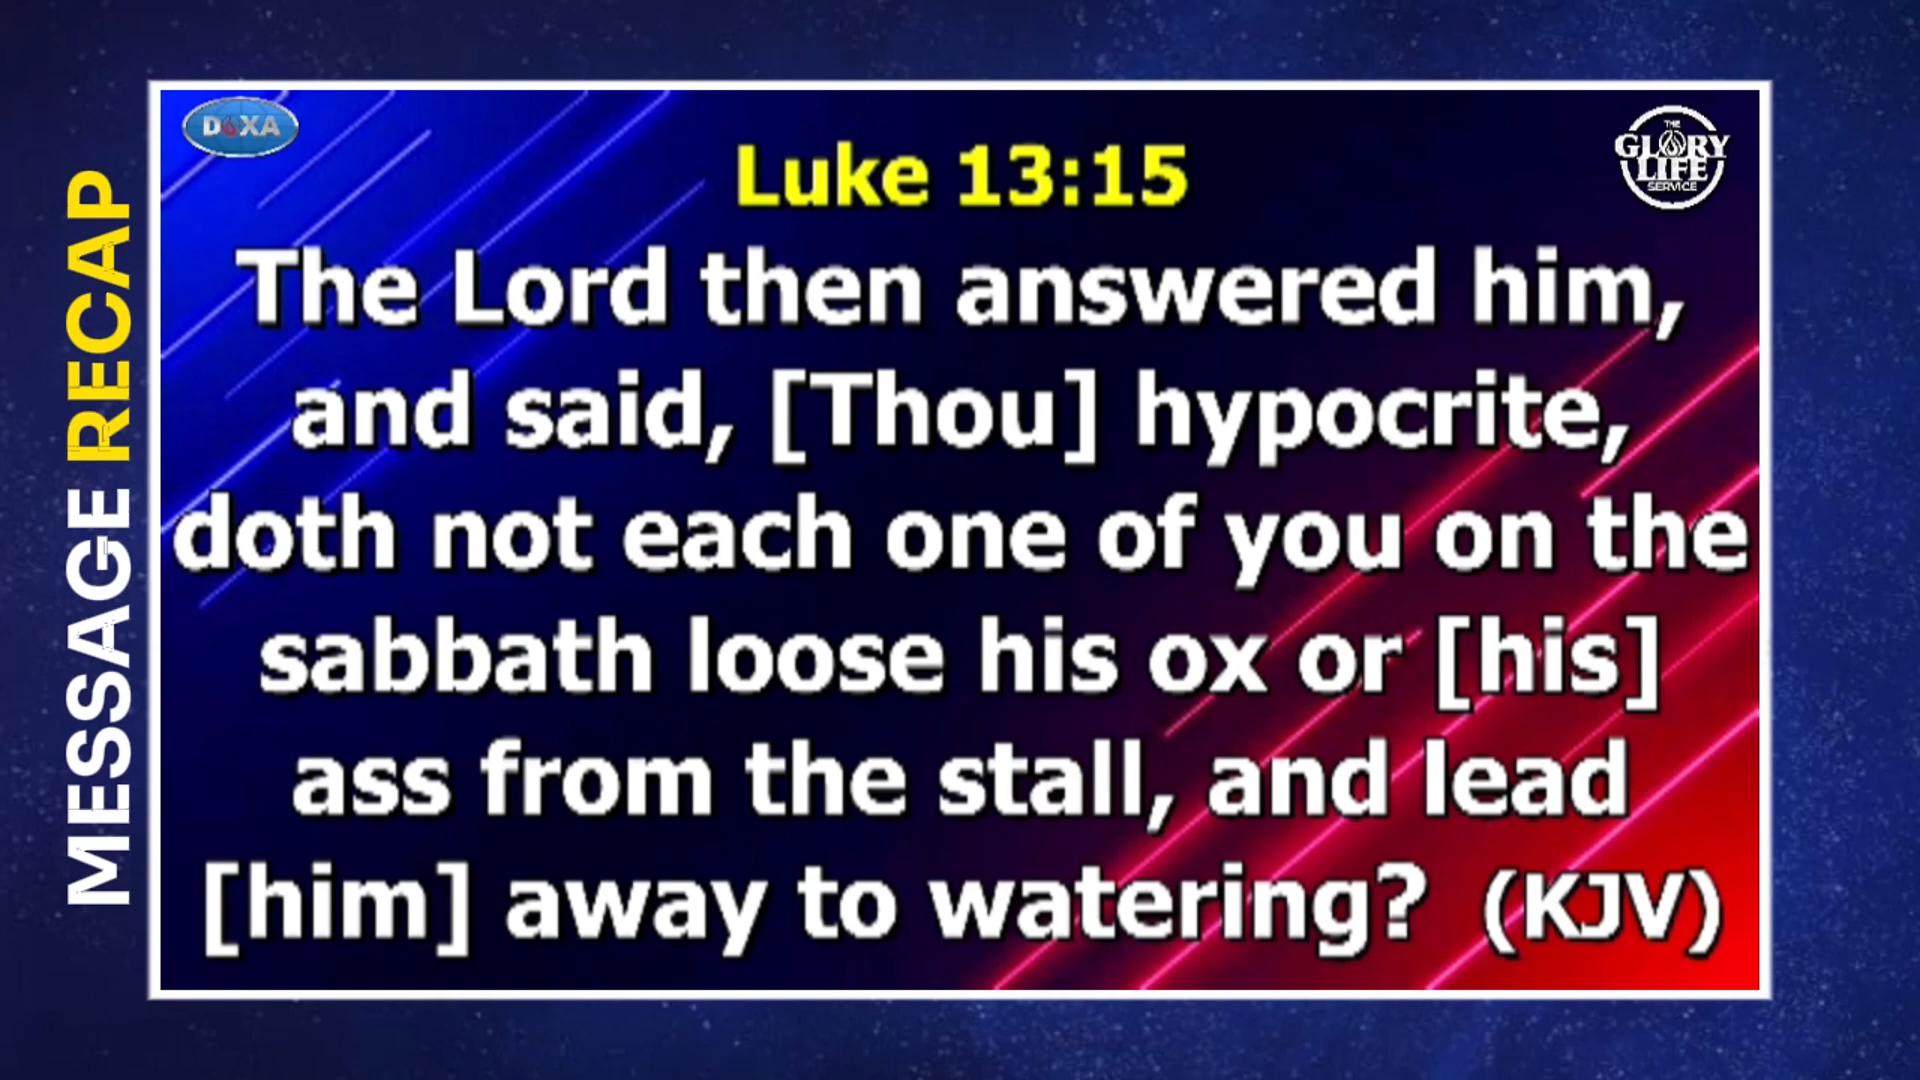 MESSAGE RECAP
DOXA
THE
GLORY
LIFE
SERVICE
Luke 13:15
The Lord then answered him,
and said, [Thou] hypocrite,
doth not each one of you on the
sabbath loose his ox or [his]
ass from the stall, and lead
[him] away to watering? (KJV)